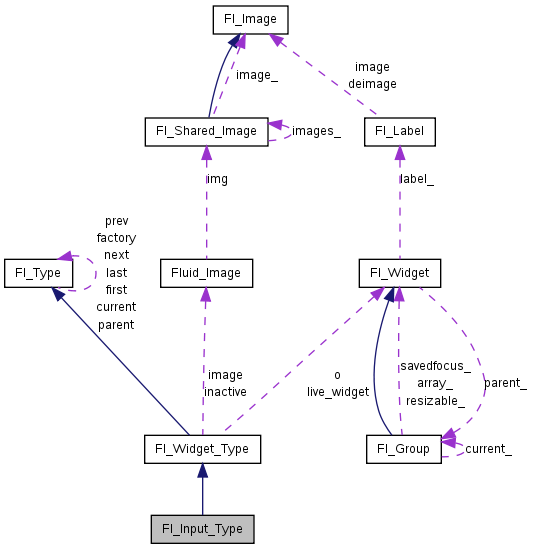 Fl_Image
image_
image
deimage
Fl_Shared_Image
images_
Fl_Label
img
label_
prev
factory
next
last
first
current
parent
Fl_Type
Fluid_Image
Fl_Widget
image
inactive
o
live_widget
savedfocus_
array_
resizable_
parent_
Fl_Widget_Type
Fl_Group
current_
Fl_Input_Type